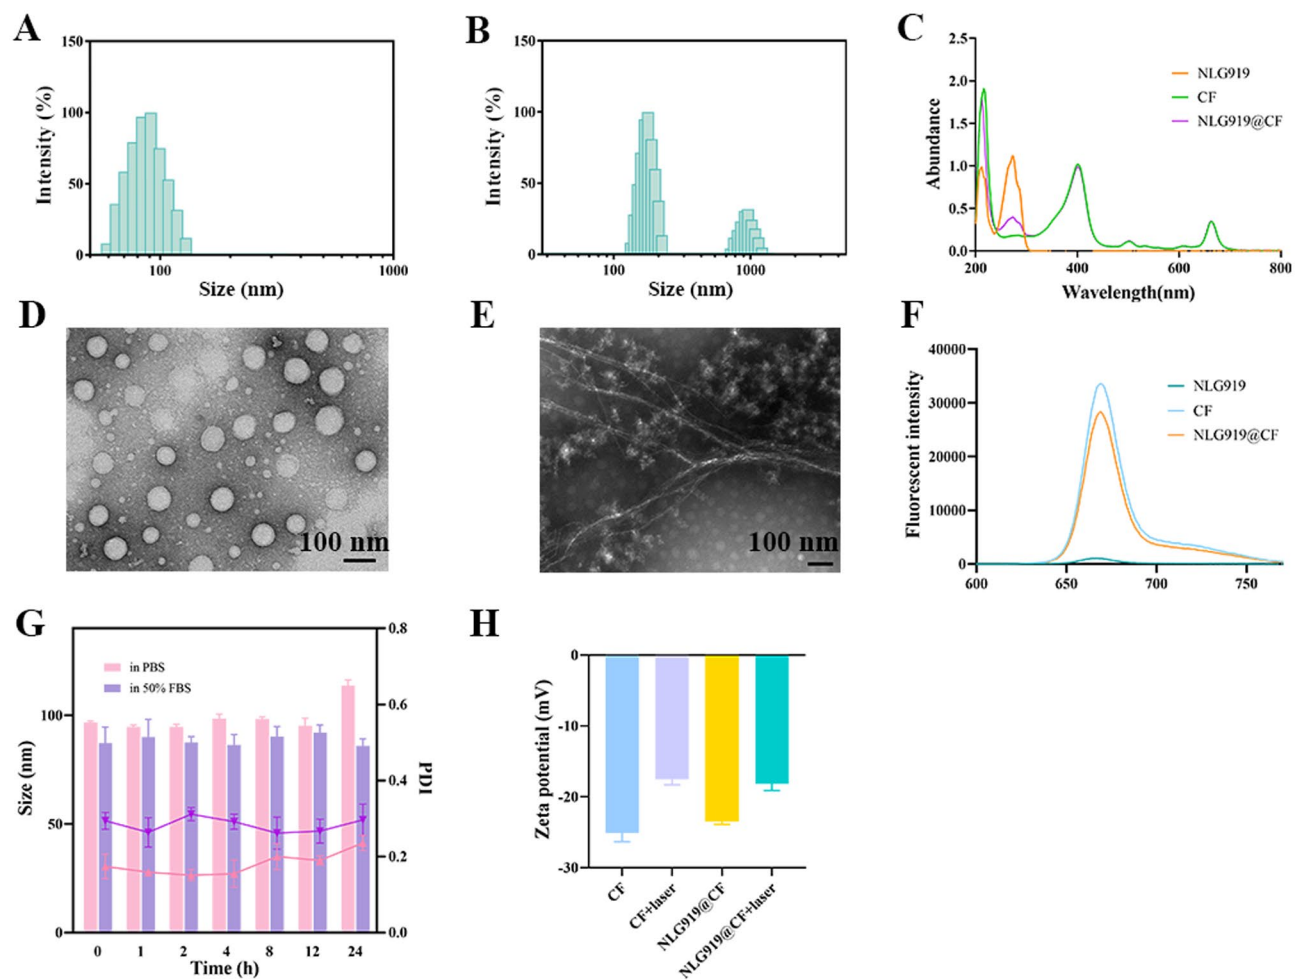 A
150
100
50
0
Intensity (%)
100
1000
Size (nm)
B
150
100
50
0
Intensity (%)
100
1000
Size (nm)
C
2.5
2.0
1.5
1.0
0.5
0.0
Abundance
NLG919
CF
NLG919@CF
200
400
600
800
Wavelength(nm)
D
100 nm
E
100 nm
F
40000
30000
20000
10000
0
Fluorescent intensity
NLG919
CF
NLG919@CF
600
650
700
750
G
100
50
0
Size (nm)
in PBS
in 50% FBS
0.8
0.6
0.4
0.2
0.0
PDI
0
1
2
4
8
12
24
Time (h)
H
0
-10
-20
-30
Zeta potential (mV)
CF
CF+laser
NLG919@CF
NLG919@CF+laser